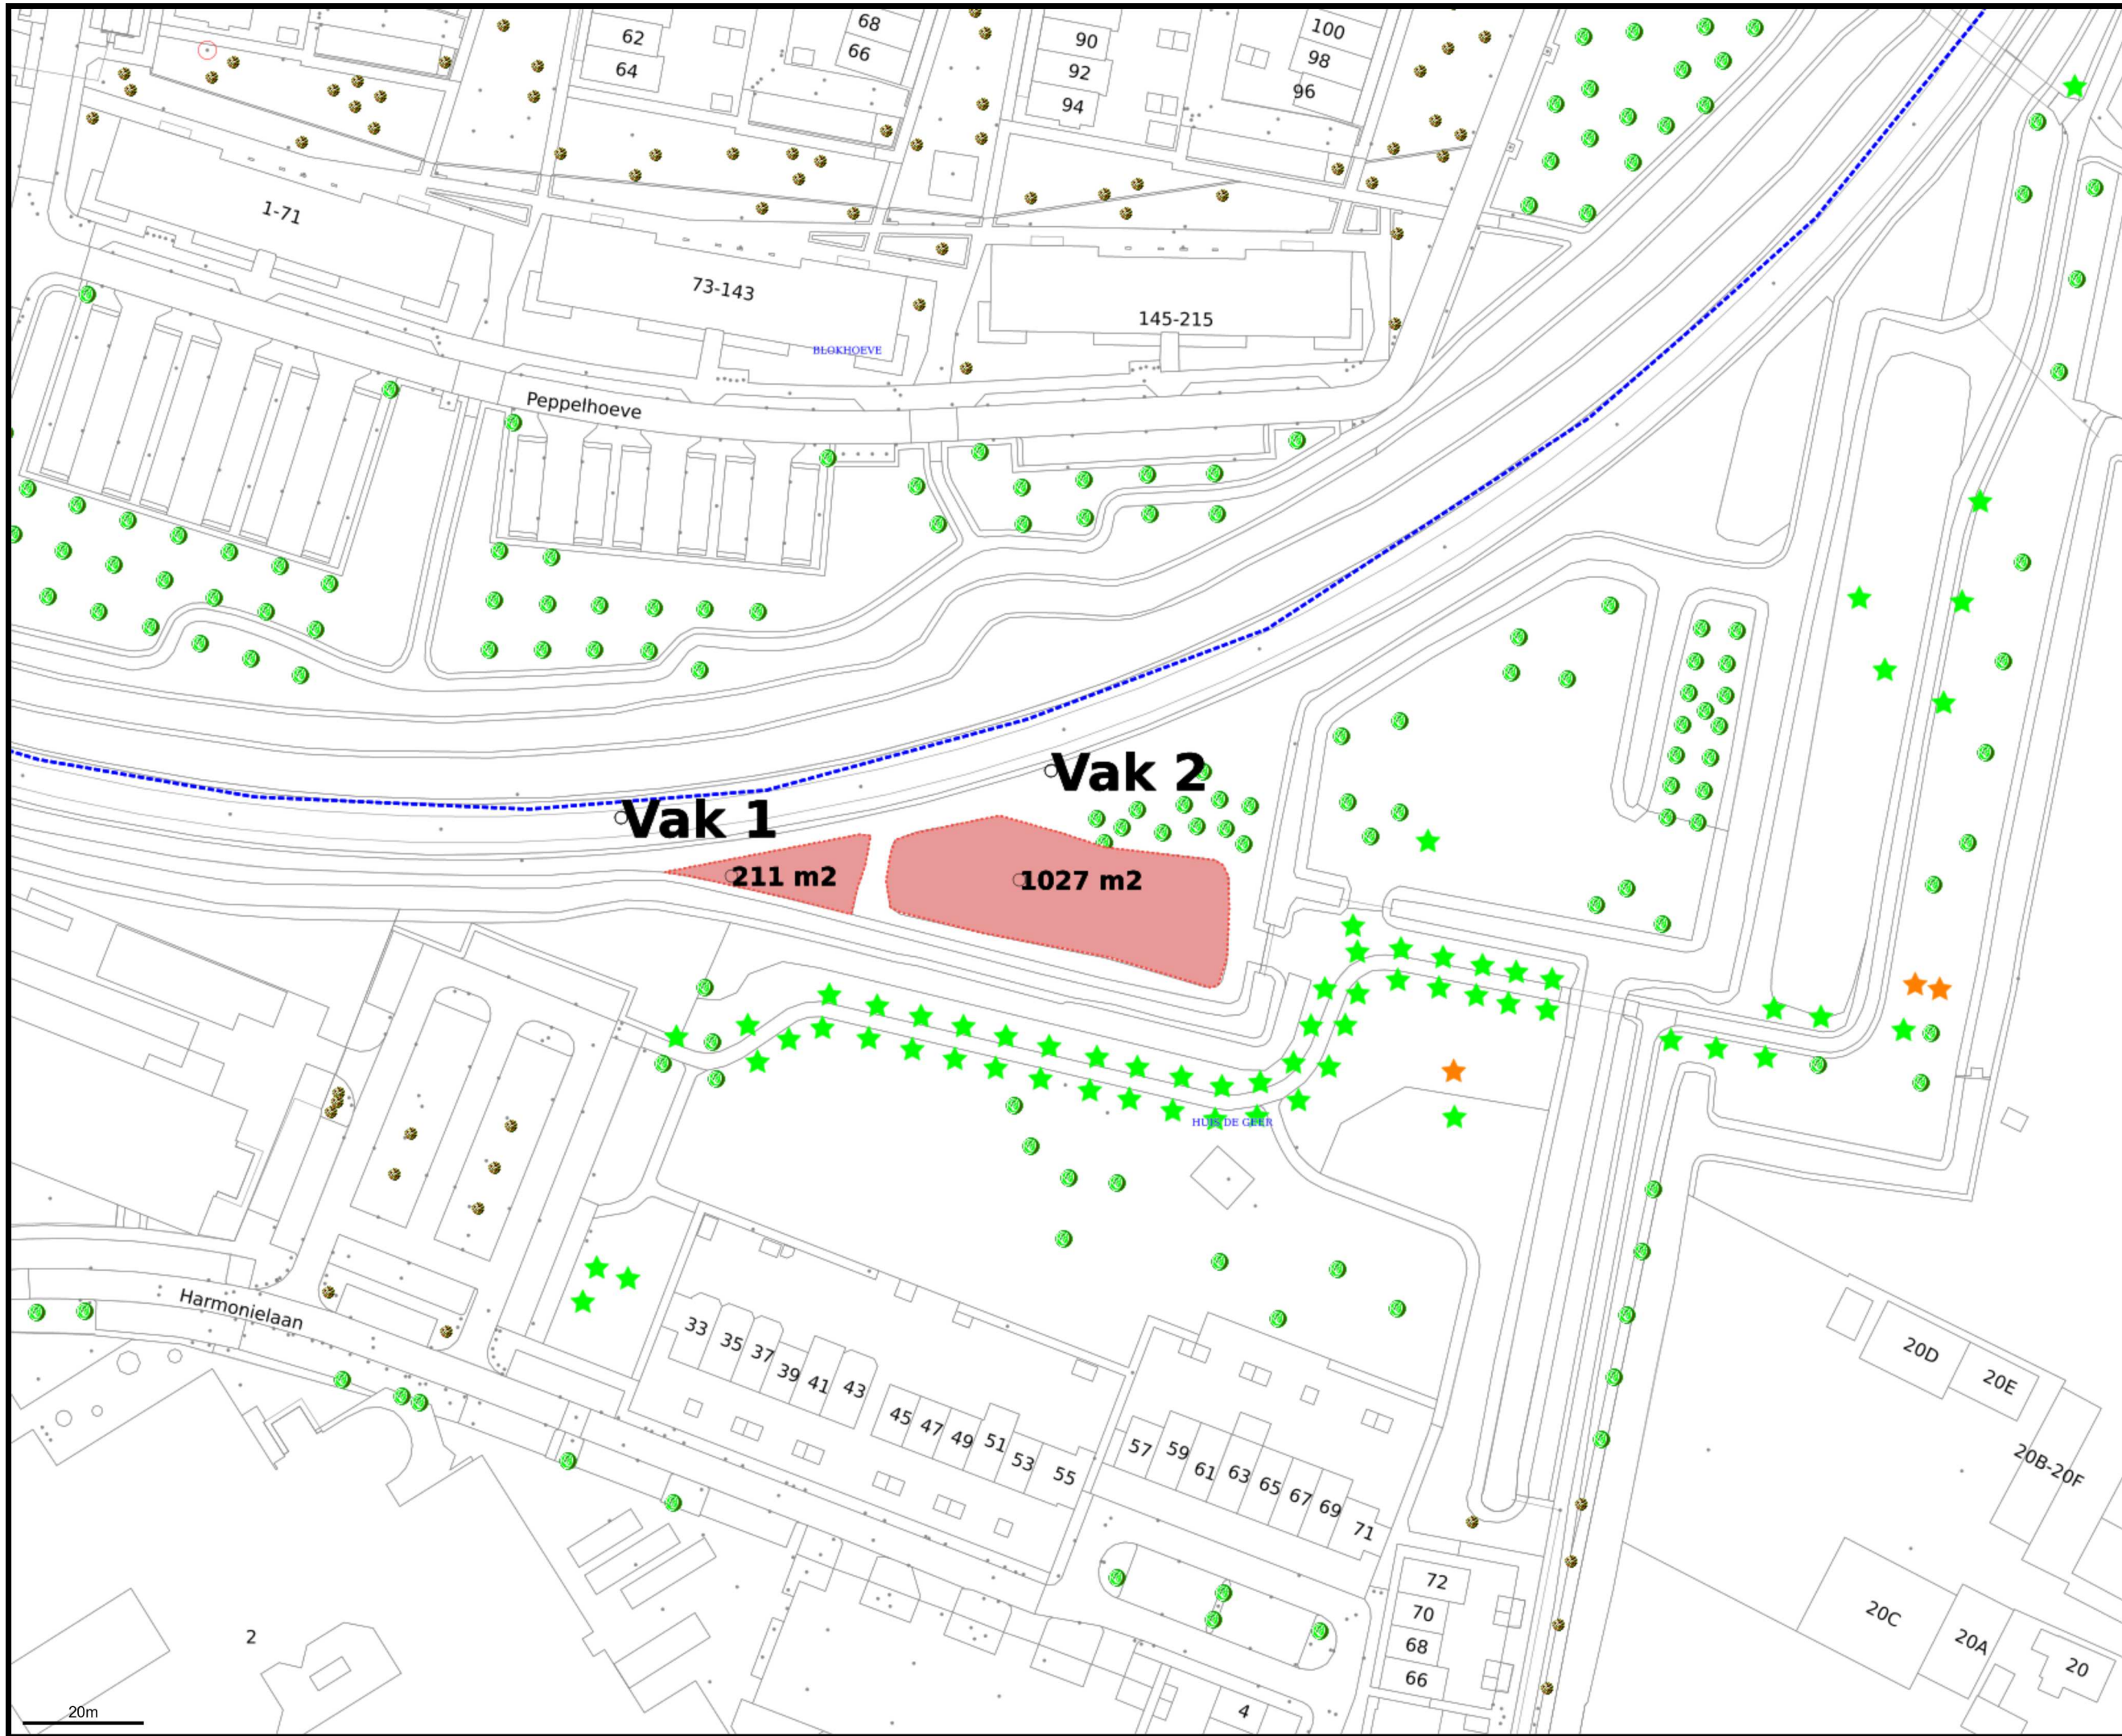 68
62
66
64
90
92
94
100
98
96
1-71
73-143
145-215
BLOKHOEVE
Peppelhoeve
Vak 2
Vak 1
211 m2
1027 m2
HUIS DE GEER
Harmonielaan
33
35
37
39
41
43
45
47
49
51
53
55
57
59
61
63
65
67
69
71
20D
20E
20B-20F
72
70
68
66
20C
20A
20
2
4
20m